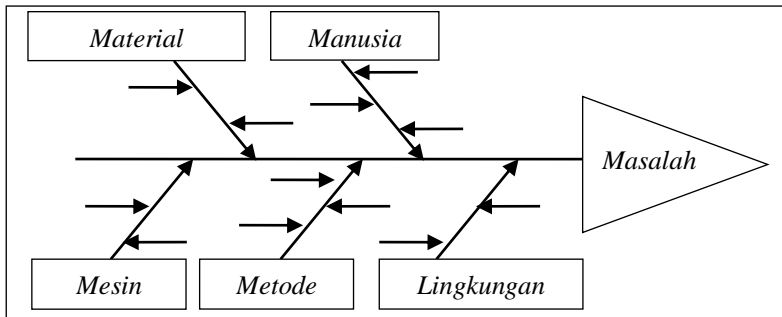 Material
Manusia
Masalah
Mesin
Metode
Lingkungan